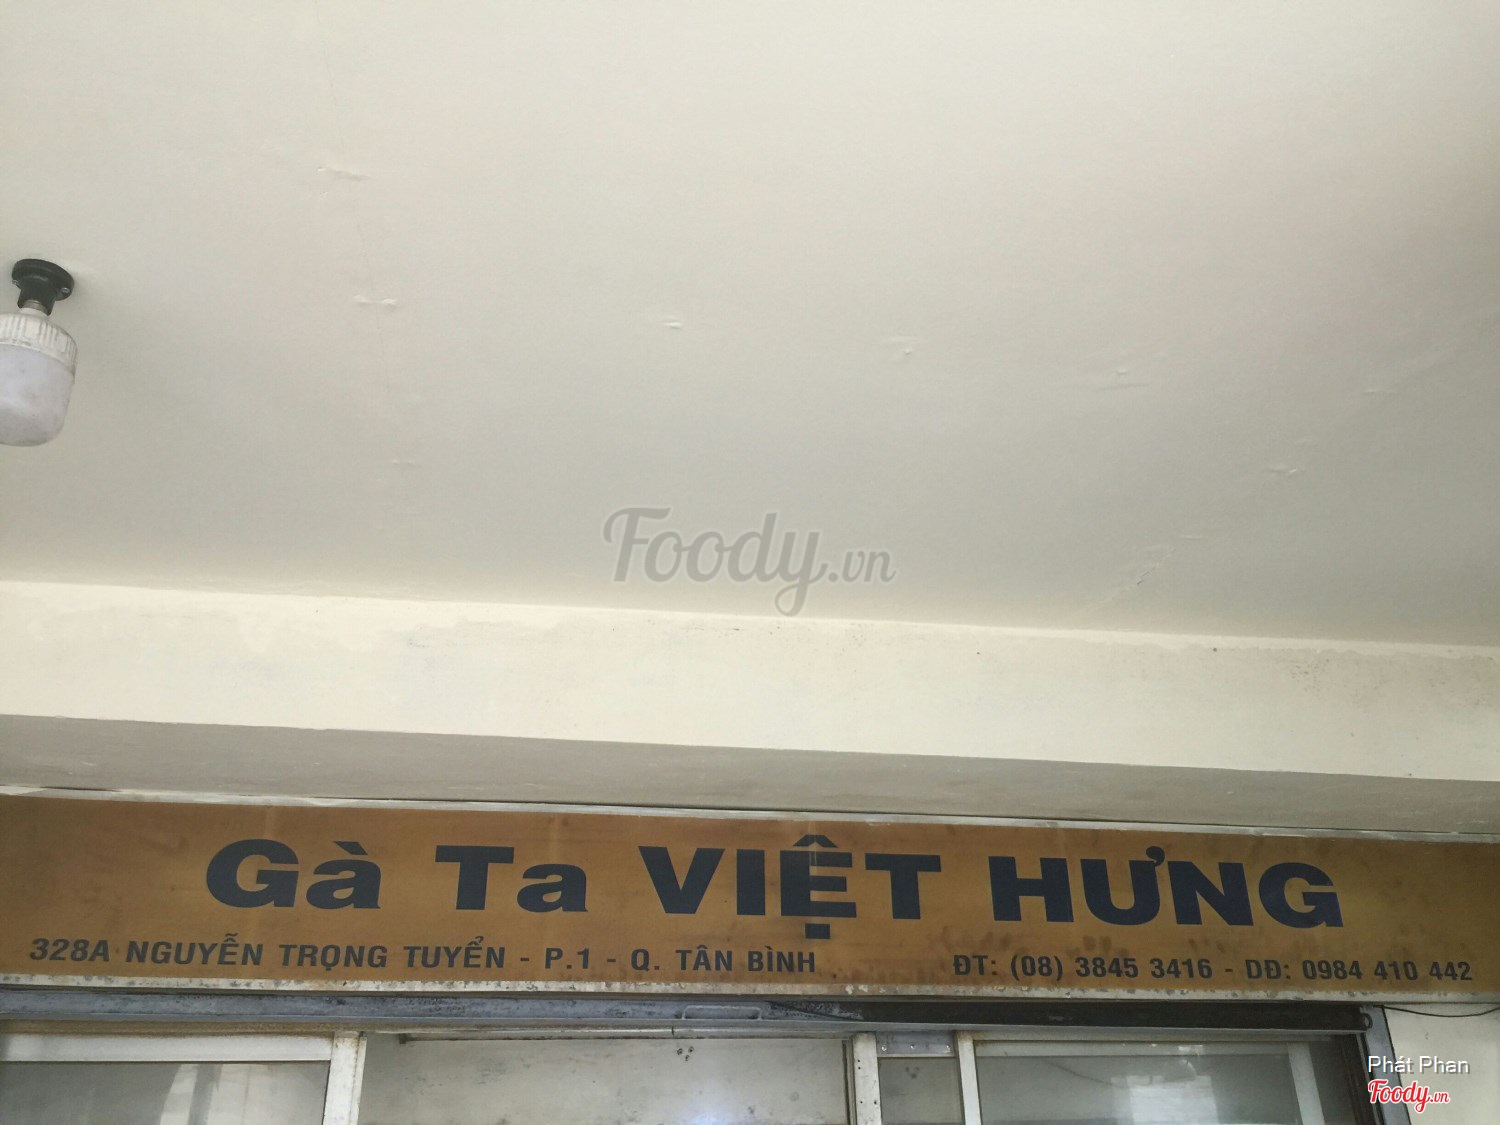 Foody.vn
Gà Ta VIỆT HƯNG
328A NGUYỄN TRỌNG TUYỂN - P.1 - Q. TÂN BÌNH
ĐT: (08) 3845 3416 - DĐ: 0984 410 442
Phát Phan
Foody.vn